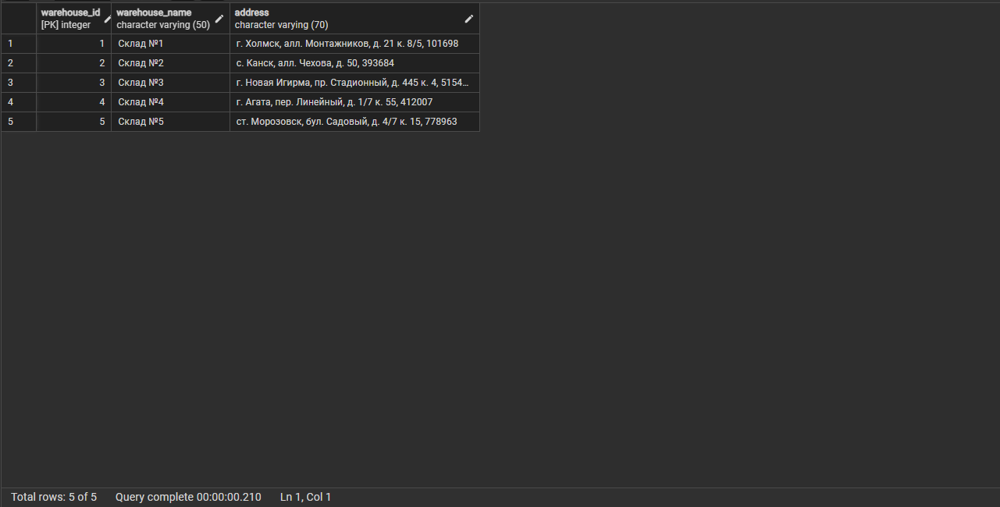 warehouse_id warehouse_name address
[PK] integer character varying (50) character varying (70)
1 1 Склад №1 г. Холмск, алл. Монтажников, д. 21 к. 8/5, 101698
2 2 Склад №2 с. Канск, алл. Чехова, д. 50, 393684
3 3 Склад №3 г. Новая Игирма, пр. Стадионный, д. 445 к. 4, 5154...
4 4 Склад №4 г. Агата, пер. Линейный, д. 1/7 к. 55, 412007
5 5 Склад №5 ст. Морозовск, бул. Садовый, д. 4/7 к. 15, 778963
Total rows: 5 of 5 Query complete 00:00:00.210 Ln 1, Col 1